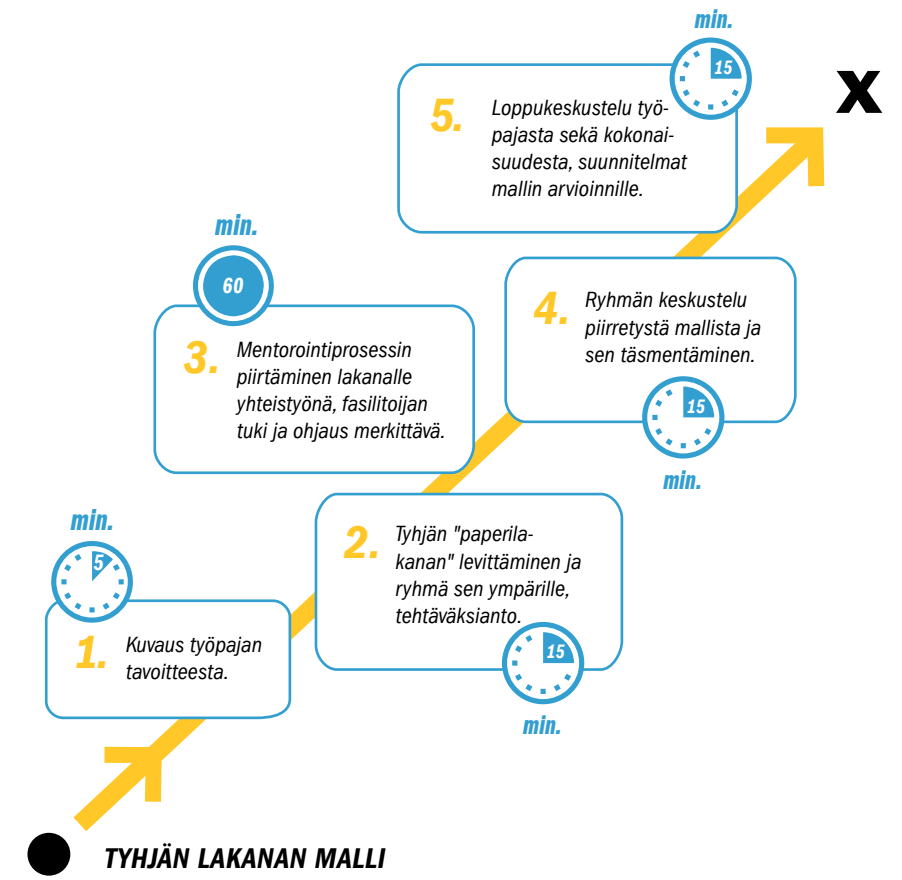 min.
15
5.
Loppukeskustelu työ-
pajasta sekä kokonai-
suudesta, suunnitelmat
mallin arvioinnille.
X
min.
60
3.
Mentorointiprosessin
piirtäminen lakanalle
yhteistyönä, fasilitoijan
tuki ja ohjaus merkittävä.
4.
Ryhmän keskustelu
piirretystä mallista ja
sen täsmentäminen.
15
min.
min.
5
1.
Kuvaus työpajan
tavoitteesta.
2.
Tyhjän "paperila-
kanan" levittäminen ja
ryhmä sen ympärille,
tehtäväksianto.
15
min.
TYHJÄN LAKANAN MALLI